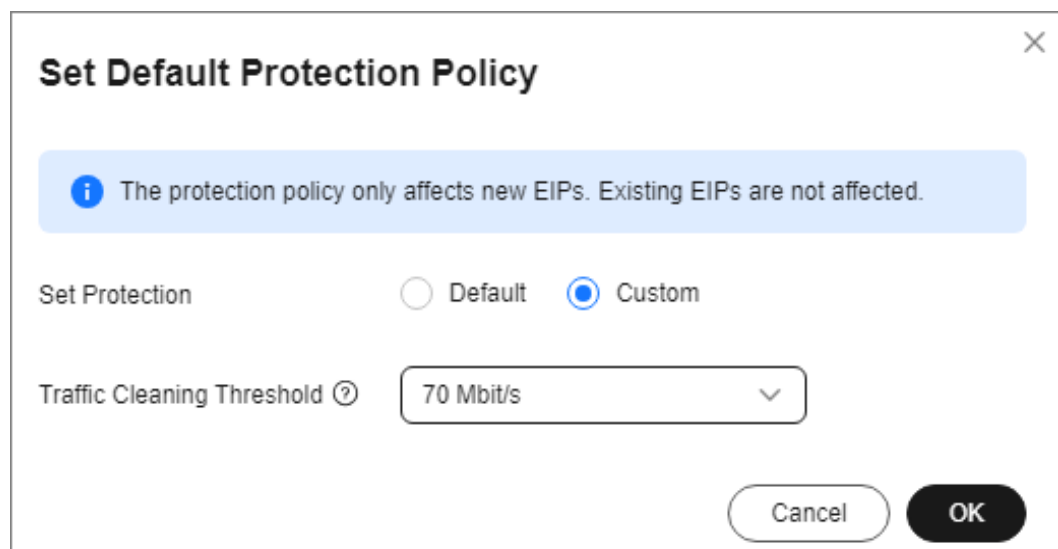 Set Default Protection Policy
The protection policy only affects new EIPs. Existing EIPs are not affected.
Set Protection
Default
Custom
Traffic Cleaning Threshold
70 Mbit/s
Cancel
OK